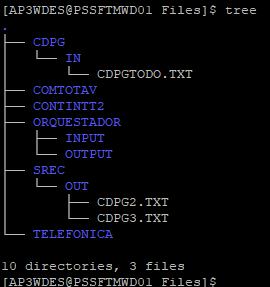 [AP3WDES@PSSFTMWD01 Files]$ tree
.
├── CDPG
│   └── IN
│       └── CDPGTODO.TXT
├── COMTOTAV
├── CONTINTT2
├── ORQUESTADOR
│   ├── INPUT
│   └── OUTPUT
├── SREC
│   └── OUT
│       ├── CDPG2.TXT
│       └── CDPG3.TXT
└── TELEFONICA

10 directories, 3 files
[AP3WDES@PSSFTMWD01 Files]$